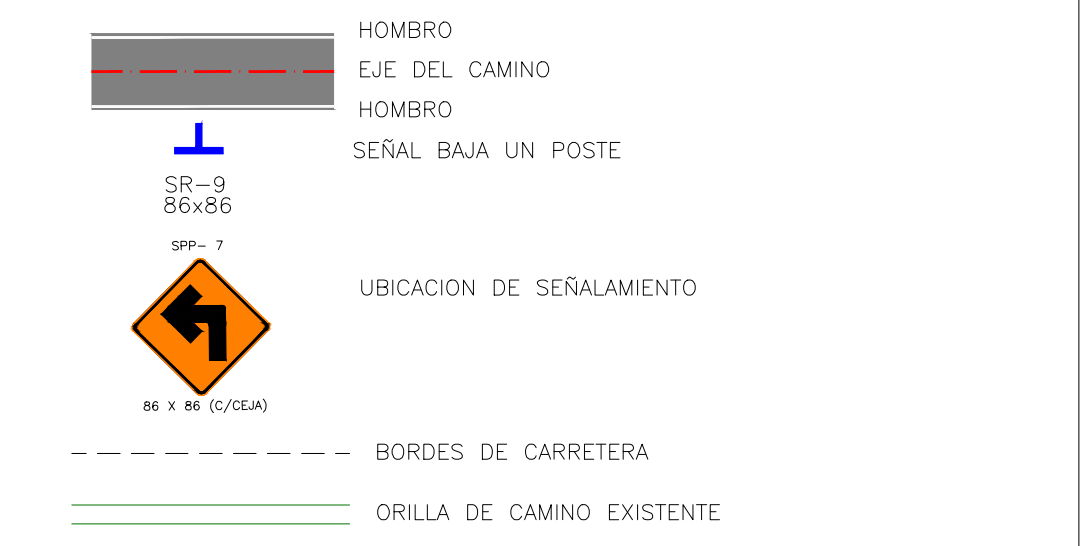 HOMBRO
EJE DEL CAMINO
HOMBRO
SEÑAL BAJA UN POSTE
SR-9
86x86
SPP- 7
UBICACION DE SEÑALAMIENTO
86 X 86 (C/CEJA)
BORDES DE CARRETERA
ORILLA DE CAMINO EXISTENTE